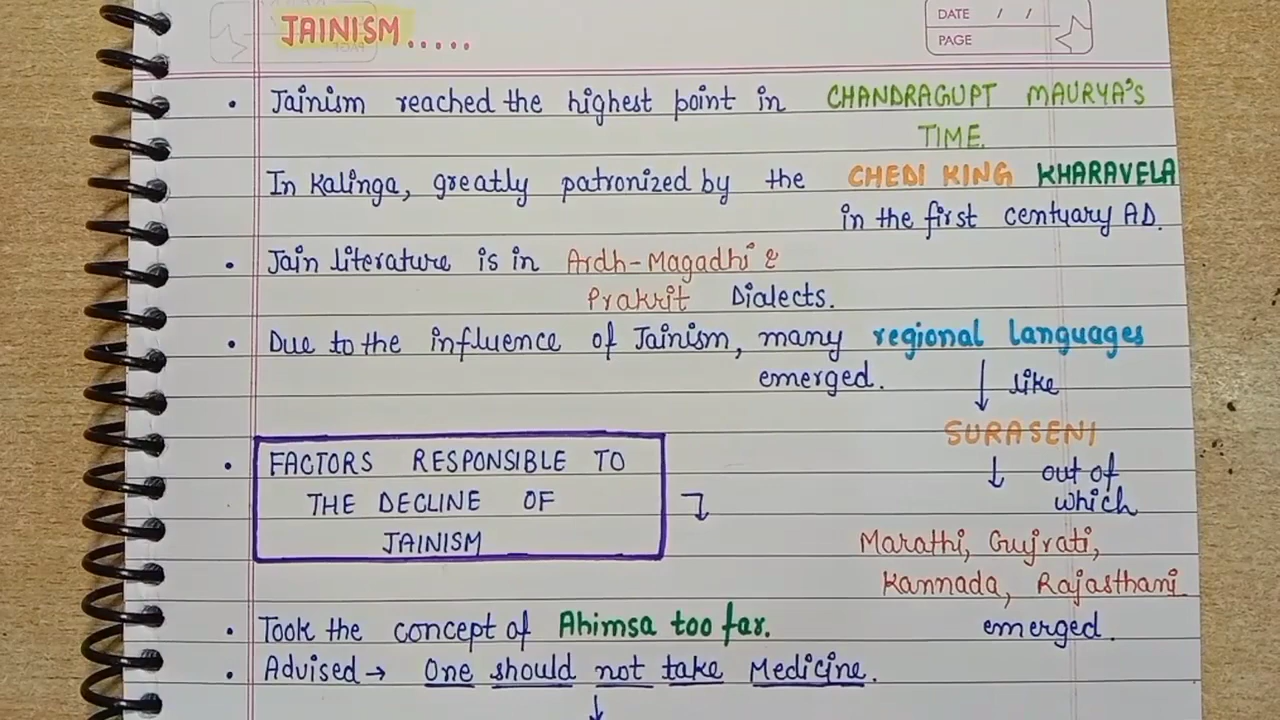 JAINISM.....
DATE / /
PAGE
• Jainism reached the highest point in CHANDRAGUPT MAURYA's
TIME.
In Kalinga, greatly patronized by the CHEDI KING KHARAVELA
in the first centuary AD.
• Jain literature is in Ardh-Magadhi &
Prakrit Dialects.
• Due to the influence of Jainism, many regional languages
emerged. ↓ like
SURASENI
• FACTORS RESPONSIBLE TO
THE DECLINE OF
JAINISM
↓ out of
which
Marathi, Gujrati,
Kannada, Rajasthani
emerged.
• Took the concept of Ahimsa too far.
• Advised → One should not take Medicine.
↓